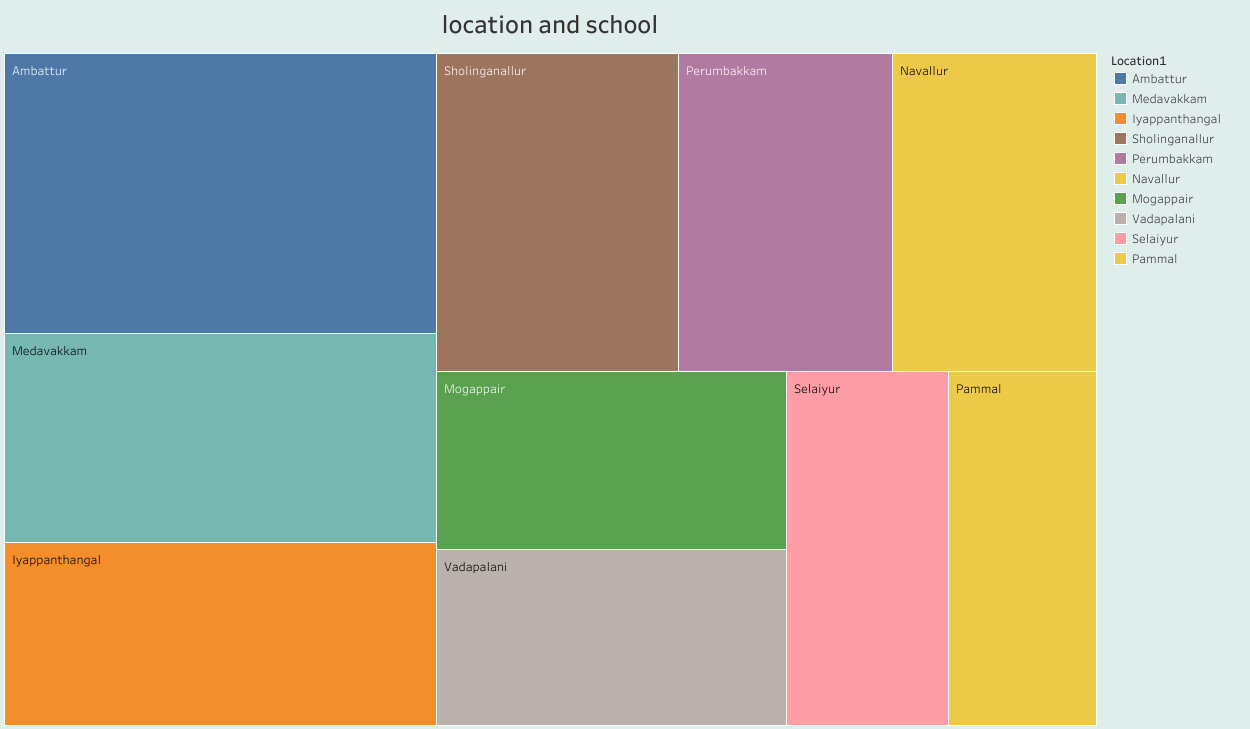 location and school
Ambattur
Sholinganallur
Perumbakkam
Navallur
Medavakkam
Mogappair
Selaiyur
Pammal
Iyappanthangal
Vadapalani
Location1
Ambattur
Medavakkam
Iyappanthangal
Sholinganallur
Perumbakkam
Navallur
Mogappair
Vadapalani
Selaiyur
Pammal